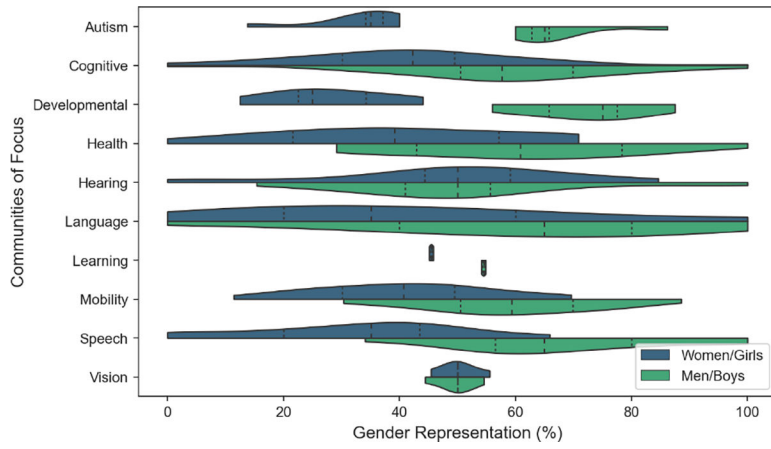 Autism
Cognitive
Developmental
Health
Hearing
Language
Learning
Mobility
Speech
Vision
Communities of Focus
0 20 40 60 80 100
Gender Representation (%)
Women/Girls
Men/Boys